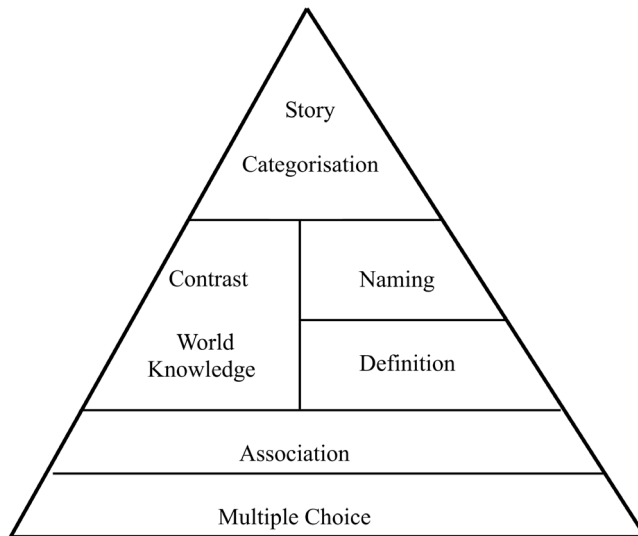 Story
Categorisation
Contrast
World
Knowledge
Naming
Definition
Association
Multiple Choice